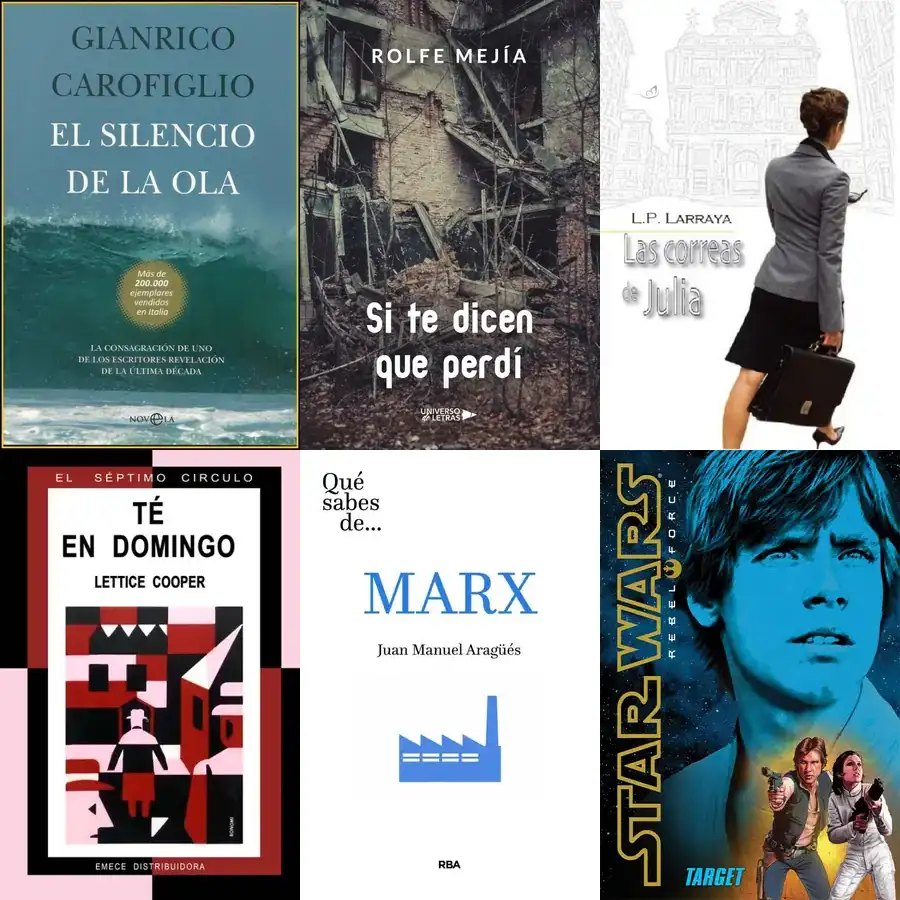 GIANRICO
CAROFIGLIO
EL SILENCIO
DE LA OLA
Más de
200.000
ejemplares
vendidos
en Italia
LA CONSAGRACIÓN DE UNO
DE LOS ESCRITORES REVELACIÓN
DE LA ÚLTIMA DÉCADA
NOVELA
ROLFE MEJÍA
Si te dicen
que perdí
UNIVERSO
de LETRAS
L.P. LARRAYA
Las correas
de Julia
EL SÉPTIMO CIRCULO
TÉ
EN DOMINGO
LETTICE COOPER
BONOMI
EMECE DISTRIBUIDORA
Qué
sabes
de...
MARX
Juan Manuel Aragüés
RBA
STAR WARS
REBEL FORCE
TARGET